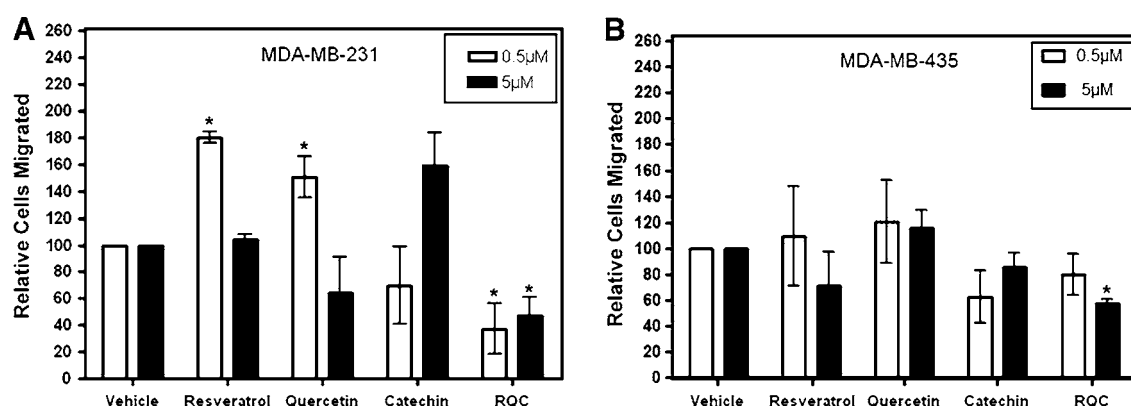 A
MDA-MB-231
0.5µM
5µM
Relative Cells Migrated
260
240
220
200
180
160
140
120
100
80
60
40
20
0
*
*
*
*
Vehicle
Resveratrol
Quercetin
Catechin
RQC
B
MDA-MB-435
0.5µM
5µM
Relative Cells Migrated
260
240
220
200
180
160
140
120
100
80
60
40
20
0
*
Vehicle
Resveratrol
Quercetin
Catechin
RQC